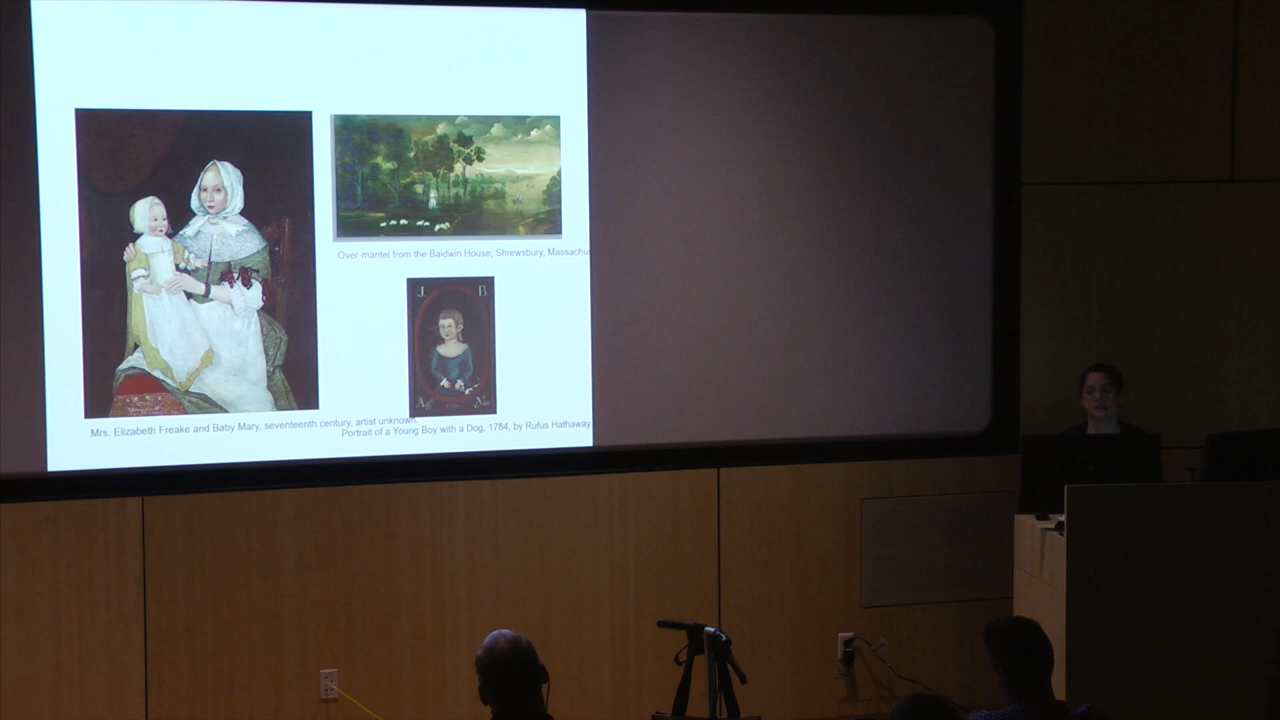 Over-mantel from the Baldwin House, Shrewsbury, Massachu
J. B.
Mrs. Elizabeth Freake and Baby Mary, seventeenth century, artist unknown.
Portrait of a Young Boy with a Dog, 1784, by Rufus Hathaway